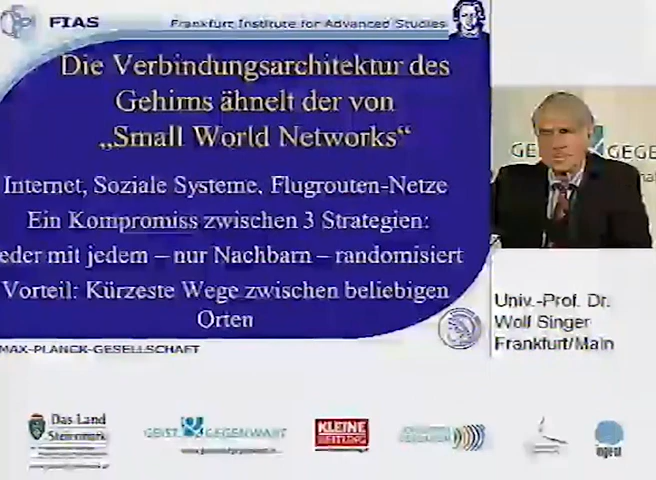 FIAS
Frankfurt Institute for Advanced Studies
Die Verbindungsarchitektur des
Gehirns ähnelt der von
„Small World Networks“
Internet, Soziale Systeme, Flugrouten-Netze
Ein Kompromiss zwischen 3 Strategien:
eder mit jedem – nur Nachbarn – randomisiert
Vorteil: Kürzeste Wege zwischen beliebigen
Orten
MAX-PLANCK-GESELLSCHAFT
Univ.-Prof. Dr.
Wolf Singer
Frankfurt/Main
Das Land
Steiermark
GEIST & GEGENWART
KLEINE
ZEITUNG